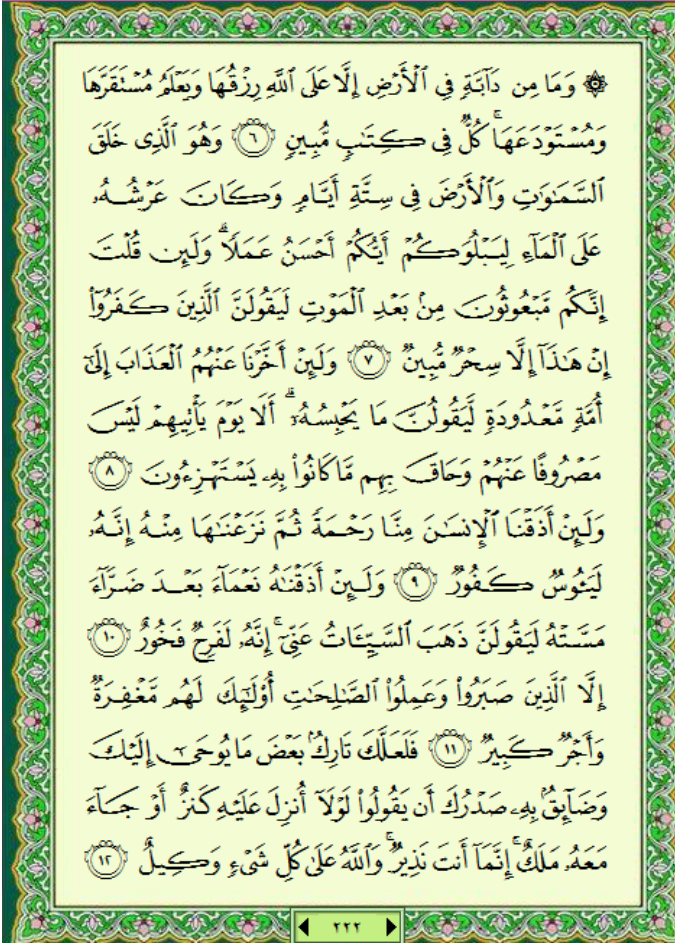 ۞ وَمَا مِن دَآبَّةٍ فِي ٱلْأَرْضِ إِلَّا عَلَى ٱللَّهِ رِزْقُهَا وَيَعْلَمُ مُسْتَقَرَّهَا
وَمُسْتَوْدَعَهَا ۚ كُلٌّ فِي كِتَٰبٍ مُّبِينٍ ٦ وَهُوَ ٱلَّذِى خَلَقَ
ٱلسَّمَٰوَٰتِ وَٱلْأَرْضَ فِي سِتَّةِ أَيَّامٍ وَكَانَ عَرْشُهُۥ
عَلَى ٱلْمَآءِ لِيَبْلُوَكُمْ أَيُّكُمْ أَحْسَنُ عَمَلًا ۗ وَلَئِن قُلْتَ
إِنَّكُم مَّبْعُوثُونَ مِنۢ بَعْدِ ٱلْمَوْتِ لَيَقُولَنَّ ٱلَّذِينَ كَفَرُوٓا۟
إِنْ هَٰذَآ إِلَّا سِحْرٌ مُّبِينٌ ٧ وَلَئِنْ أَخَّرْنَا عَنْهُمُ ٱلْعَذَابَ إِلَىٰٓ
أُمَّةٍ مَّعْدُودَةٍ لَّيَقُولُنَّ مَا يَحْبِسُهُۥٓ ۗ أَلَا يَوْمَ يَأْتِيهِمْ لَيْسَ
مَصْرُوفًا عَنْهُمْ وَحَاقَ بِهِم مَّا كَانُوا۟ بِهِۦ يَسْتَهْزِءُونَ ٨
وَلَئِنْ أَذَقْنَا ٱلْإِنسَٰنَ مِنَّا رَحْمَةً ثُمَّ نَزَعْنَٰهَا مِنْهُ إِنَّهُۥ
لَيَـُٔوسٌ كَفُورٌ ٩ وَلَئِنْ أَذَقْنَٰهُ نَعْمَآءَ بَعْدَ ضَرَّآءَ
مَسَّتْهُ لَيَقُولَنَّ ذَهَبَ ٱلسَّيِّـَٔاتُ عَنِّىٓ ۚ إِنَّهُۥ لَفَرِحٌ فَخُورٌ ١٠
إِلَّا ٱلَّذِينَ صَبَرُوا۟ وَعَمِلُوا۟ ٱلصَّٰلِحَٰتِ أُو۟لَٰٓئِكَ لَهُم مَّغْفِرَةٌ
وَأَجْرٌ كَبِيرٌ ١١ فَلَعَلَّكَ تَارِكٌۢ بَعْضَ مَا يُوحَىٰٓ إِلَيْكَ
وَضَآئِقٌۢ بِهِۦ صَدْرُكَ أَن يَقُولُوا۟ لَوْلَآ أُنزِلَ عَلَيْهِ كَنزٌ أَوْ جَآءَ
مَعَهُۥ مَلَكٌ ۚ إِنَّمَآ أَنتَ نَذِيرٌ ۚ وَٱللَّهُ عَلَىٰ كُلِّ شَىْءٍ وَكِيلٌ ١٢
٢٢٢